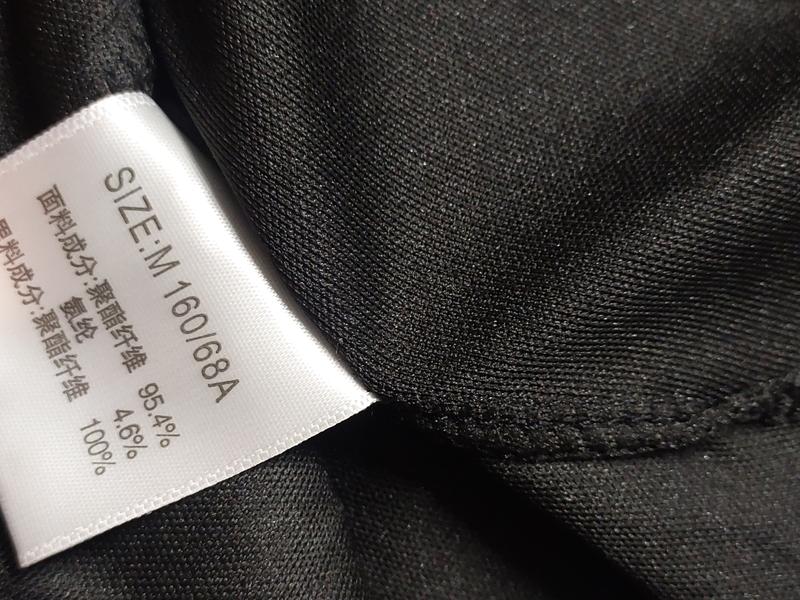 SIZE:M 160/68A
面料成分:聚酯纤维 95.4%
氨纶 4.6%
料成分:聚酯纤维 100%